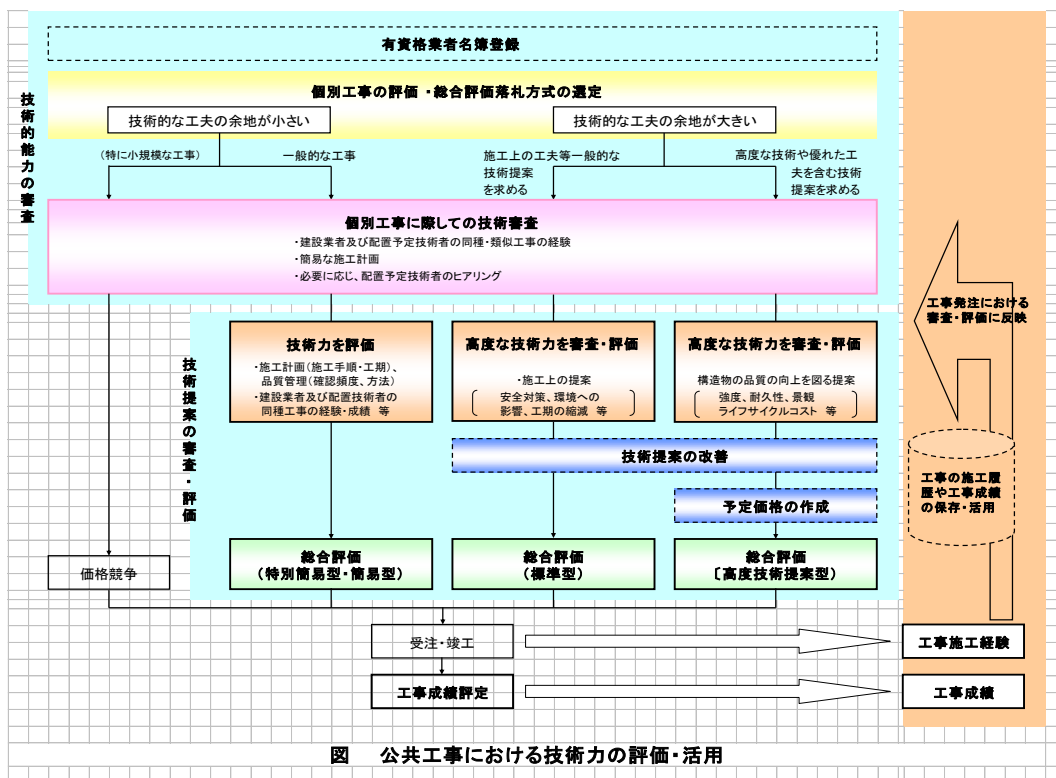 有資格業者名簿登録
技術的能力の審査
個別工事の評価・総合評価落札方式の選定
技術的な工夫の余地が小さい
技術的な工夫の余地が大きい
(特に小規模な工事)
一般的な工事
施工上の工夫等一般的な
技術提案
を求める
高度な技術や優れた工
夫を含む技術
提案を求める
個別工事に際しての技術審査
・建設業者及び配置予定技術者の同種・類似工事の経験
・簡易な施工計画
・必要に応じ、配置予定技術者のヒアリング
工事発注における
審査・評価に反映
技術提案の審査・評価
技術力を評価
・施工計画(施工手順・工期)、
品質管理(確認頻度、方法)
・建設業者及び配置技術者の
同種工事の経験・成績 等
高度な技術力を審査・評価
・施工上の提案
安全対策、環境への
影響、工期の縮減 等
高度な技術力を審査・評価
構造物の品質の向上を図る提案
強度、耐久性、景観
ライフサイクルコスト 等
技術提案の改善
予定価格の作成
工事の施工履
歴や工事成績
の保存・活用
価格競争
総合評価
(特別簡易型・簡易型)
総合評価
(標準型)
総合評価
〔高度技術提案型〕
受注・竣工
工事施工経験
工事成績評定
工事成績
図 公共工事における技術力の評価・活用